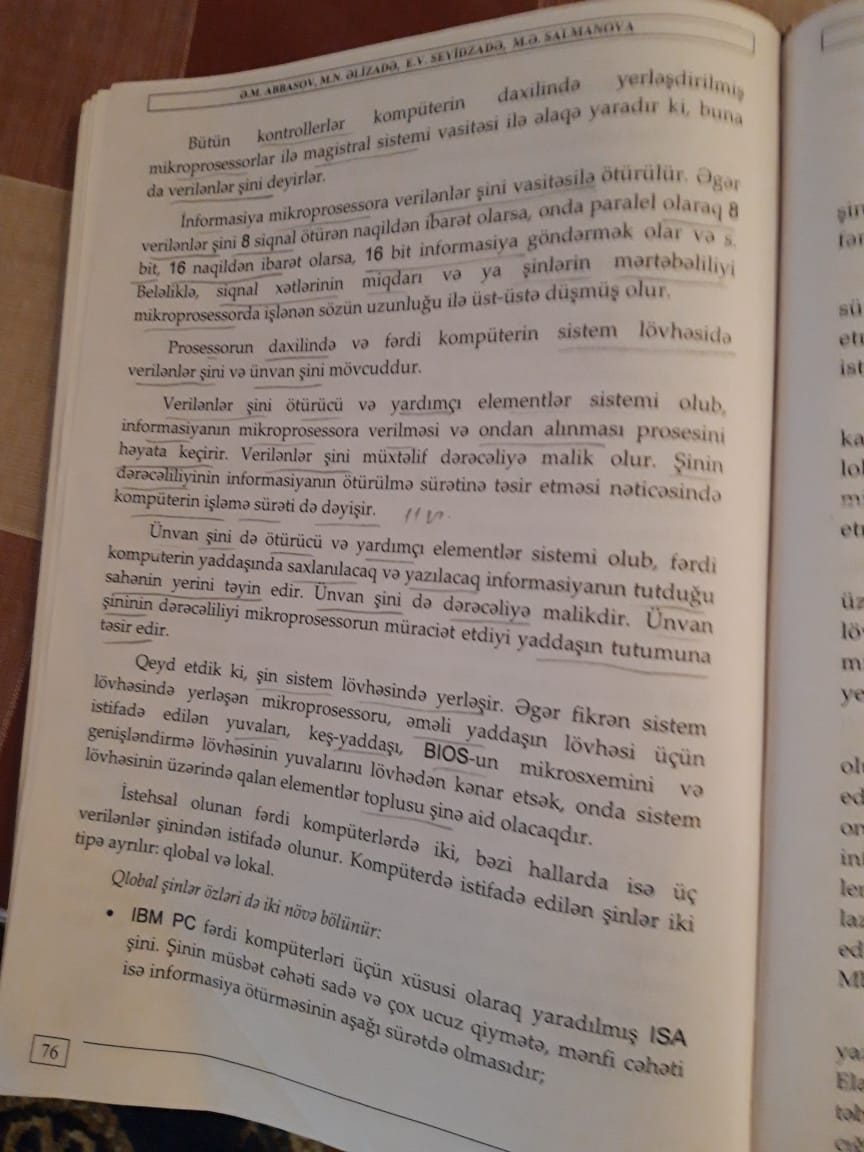 Ə.M. ABBASOV, M.N. ƏLİZADƏ, E.V. SEYİDZADƏ, M.Ə. SALMANOVA
Bütün kontrollerlər kompüterin daxilində yerləşdirilmiş
mikroprosessorlar ilə magistral sistemi vasitəsi ilə əlaqə yaradır ki, buna
da verilənlər şini deyirlər.
İnformasiya mikroprosessora verilənlər şini vasitəsilə ötürülür. Əgər
verilənlər şini 8 siqnal ötürən naqildən ibarət olarsa, onda paralel olaraq 8
bit, 16 naqildən ibarət olarsa, 16 bit informasiya göndərmək olar və s.
Beləliklə, siqnal xətlərinin miqdarı və ya şinlərin mərtəbəliliyi
mikroprosessorda işlənən sözün uzunluğu ilə üst-üstə düşmüş olur.
Prosessorun daxilində və fərdi kompüterin sistem lövhəsidə
verilənlər şini və ünvan şini mövcuddur.
Verilənlər şini ötürücü və yardımçı elementlər sistemi olub,
informasiyanın mikroprosessora verilməsi və ondan alınması prosesini
həyata keçirir. Verilənlər şini müxtəlif dərəcəliyə malik olur. Şinin
dərəcəliliyinin informasiyanın ötürülmə sürətinə təsir etməsi nəticəsində
kompüterin işləmə sürəti də dəyişir.
Ünvan şini də ötürücü və yardımçı elementlər sistemi olub, fərdi
komputerin yaddaşında saxlanılacaq və yazılacaq informasiyanın tutduğu
sahənin yerini təyin edir. Ünvan şini də dərəcəliyə malikdir. Ünvan
şininin dərəcəliliyi mikroprosessorun müraciət etdiyi yaddaşın tutumuna
təsir edir.
Qeyd etdik ki, şin sistem lövhəsində yerləşir. Əgər fikrən sistem
lövhəsində yerləşən mikroprosessoru, əməli yaddaşın lövhəsi üçün
istifadə edilən yuvaları, keş-yaddaşı, BIOS-un mikrosxemini və
genişləndirmə lövhəsinin yuvalarını lövhədən kənar etsək, onda sistem
lövhəsinin üzərində qalan elementlər toplusu şinə aid olacaqdır.
İstehsal olunan fərdi kompüterlərdə iki, bəzi hallarda isə üç
verilənlər şinindən istifadə olunur. Kompüterdə istifadə edilən şinlər iki
tipə ayrılır: qlobal və lokal.
Qlobal şinlər özləri də iki növə bölünür:
• IBM PC fərdi kompüterləri üçün xüsusi olaraq yaradılmış ISA
şini. Şinin müsbət cəhəti sadə və çox ucuz qiymətə, mənfi cəhəti
isə informasiya ötürməsinin aşağı sürətdə olmasıdır;
76